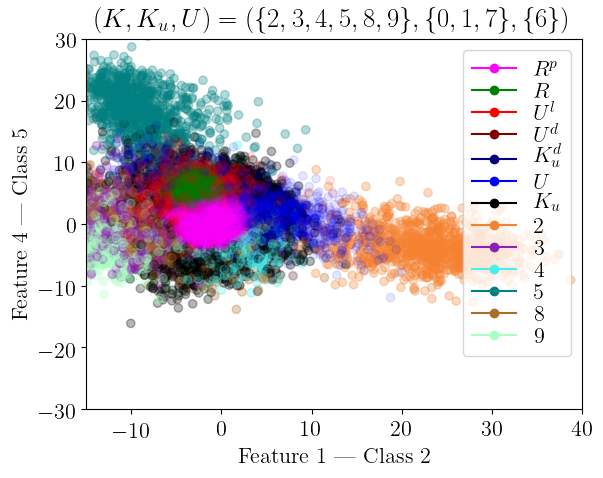 (K, K_u, U) = ({2, 3, 4, 5, 8, 9}, {0, 1, 7}, {6})
30
20
10
0
−10
−20
−30
Feature 4 — Class 5
R^p
R
U^l
U^d
K_u^d
U
K_u
2
3
4
5
8
9
−10
0
10
20
30
40
Feature 1 — Class 2